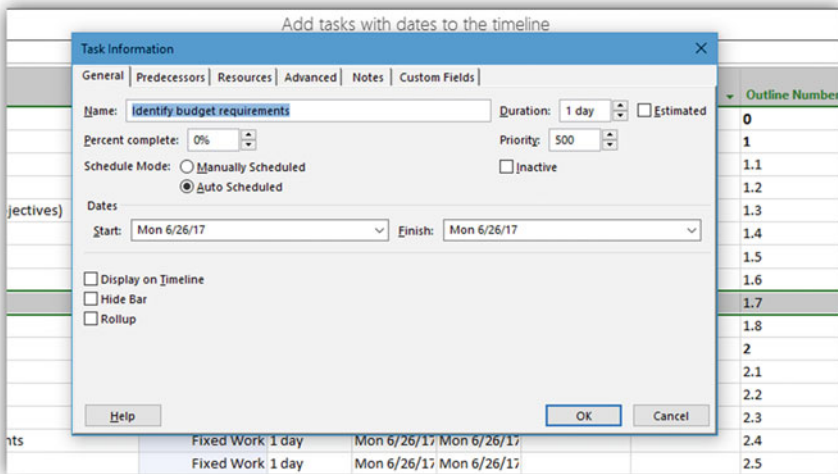 Add tasks with dates to the timeline
Task Information
General Predecessors Resources Advanced Notes Custom Fields
Name: Identify budget requirements Duration: 1 day Estimated
Percent complete: 0% Priority: 500
Schedule Mode: Manually Scheduled Inactive
Auto Scheduled
Dates
Start: Mon 6/26/17 Finish: Mon 6/26/17
Display on Timeline
Hide Bar
Rollup
Help OK Cancel
Outline Number
0
1
1.1
1.2
jectives) 1.3
1.4
1.5
1.6
1.7
1.8
2
2.1
2.2
2.3
nts Fixed Work 1 day Mon 6/26/17 Mon 6/26/17 2.4
Fixed Work 1 day Mon 6/26/17 Mon 6/26/17 2.5